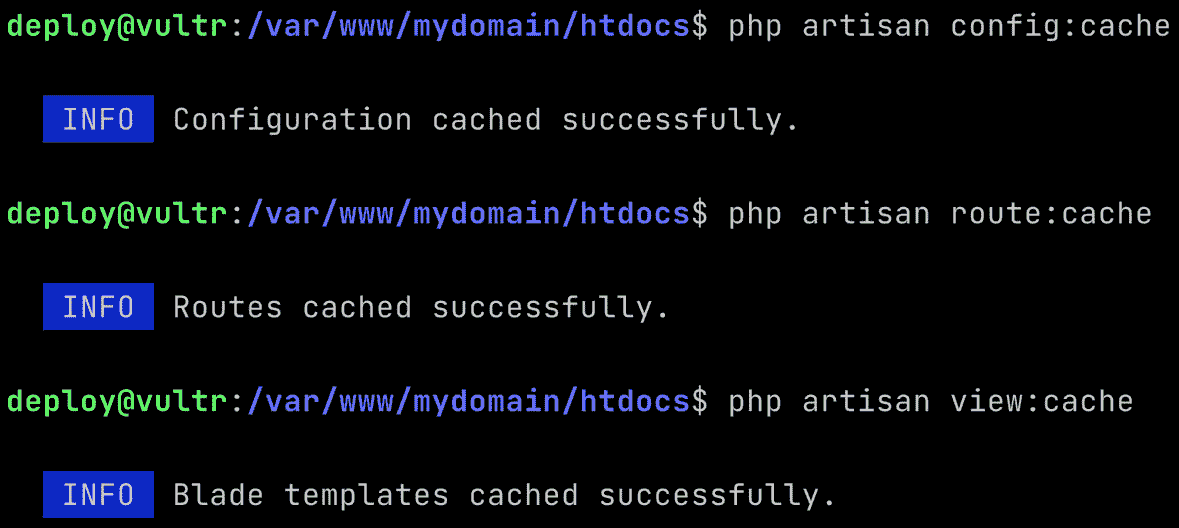 deploy@vultr:/var/www/mydomain/htdocs$ php artisan config:cache
INFO Configuration cached successfully.
deploy@vultr:/var/www/mydomain/htdocs$ php artisan route:cache
INFO Routes cached successfully.
deploy@vultr:/var/www/mydomain/htdocs$ php artisan view:cache
INFO Blade templates cached successfully.